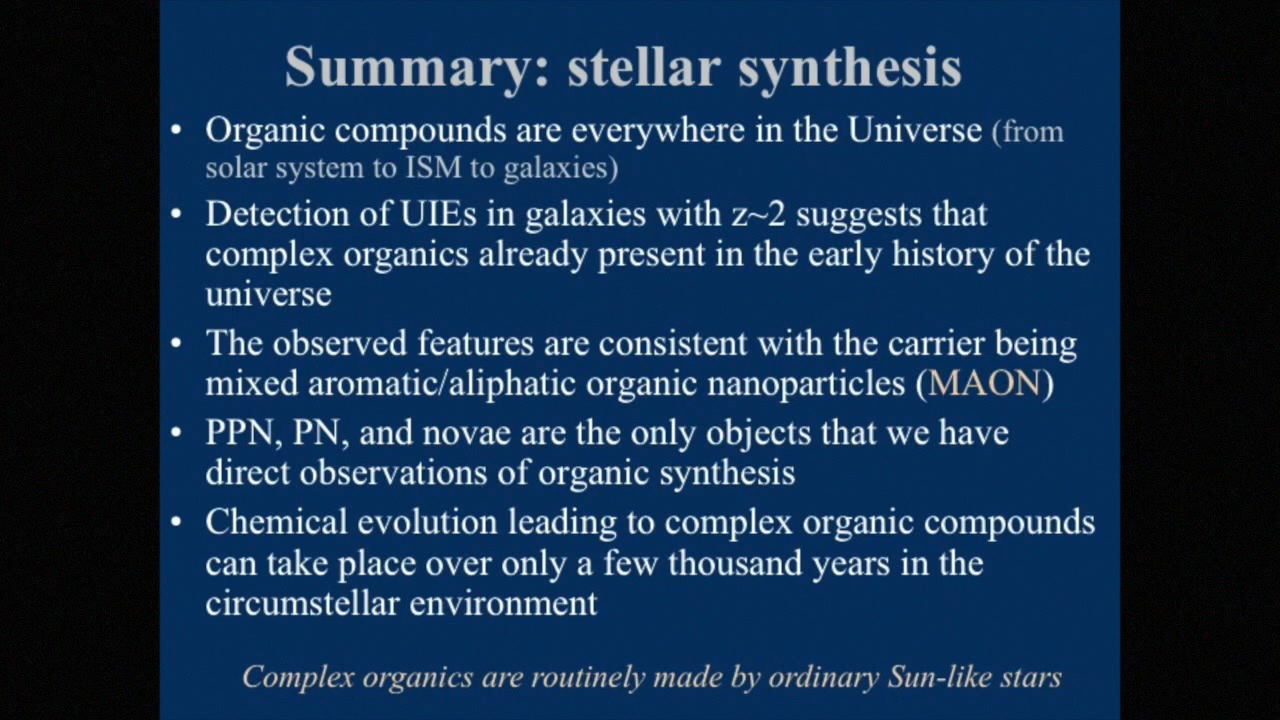 Summary: stellar synthesis
• Organic compounds are everywhere in the Universe (from
solar system to ISM to galaxies)
• Detection of UIEs in galaxies with z~2 suggests that
complex organics already present in the early history of the
universe
• The observed features are consistent with the carrier being
mixed aromatic/aliphatic organic nanoparticles (MAON)
• PPN, PN, and novae are the only objects that we have
direct observations of organic synthesis
• Chemical evolution leading to complex organic compounds
can take place over only a few thousand years in the
circumstellar environment
Complex organics are routinely made by ordinary Sun-like stars